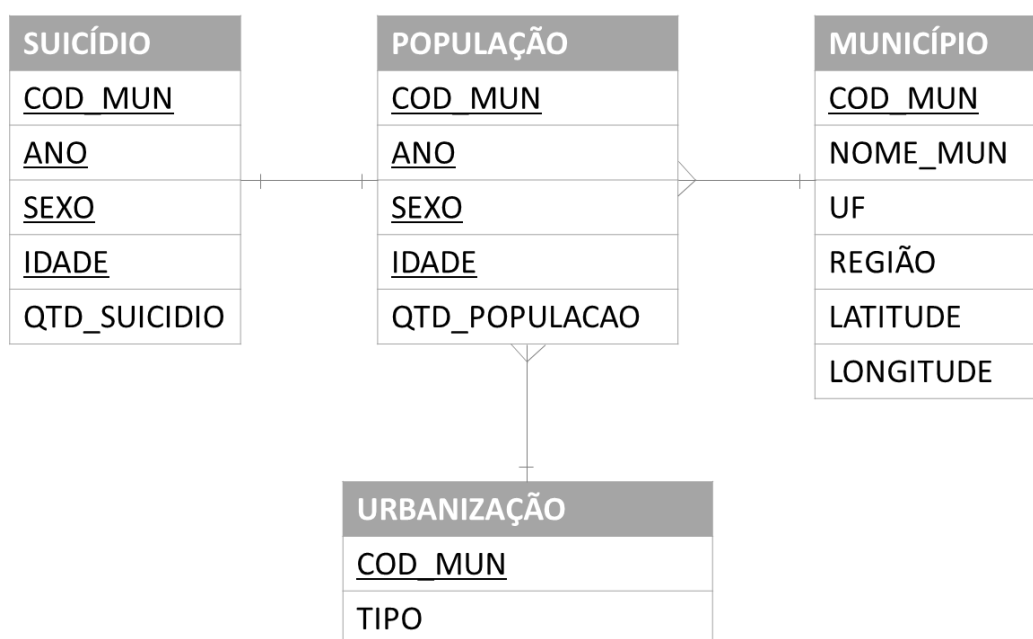 SUICÍDIO
COD_MUN
ANO
SEXO
IDADE
QTD_SUICIDIO
POPULAÇÃO
COD_MUN
ANO
SEXO
IDADE
QTD_POPULACAO
MUNICÍPIO
COD_MUN
NOME_MUN
UF
REGIÃO
LATITUDE
LONGITUDE
URBANIZAÇÃO
COD_MUN
TIPO